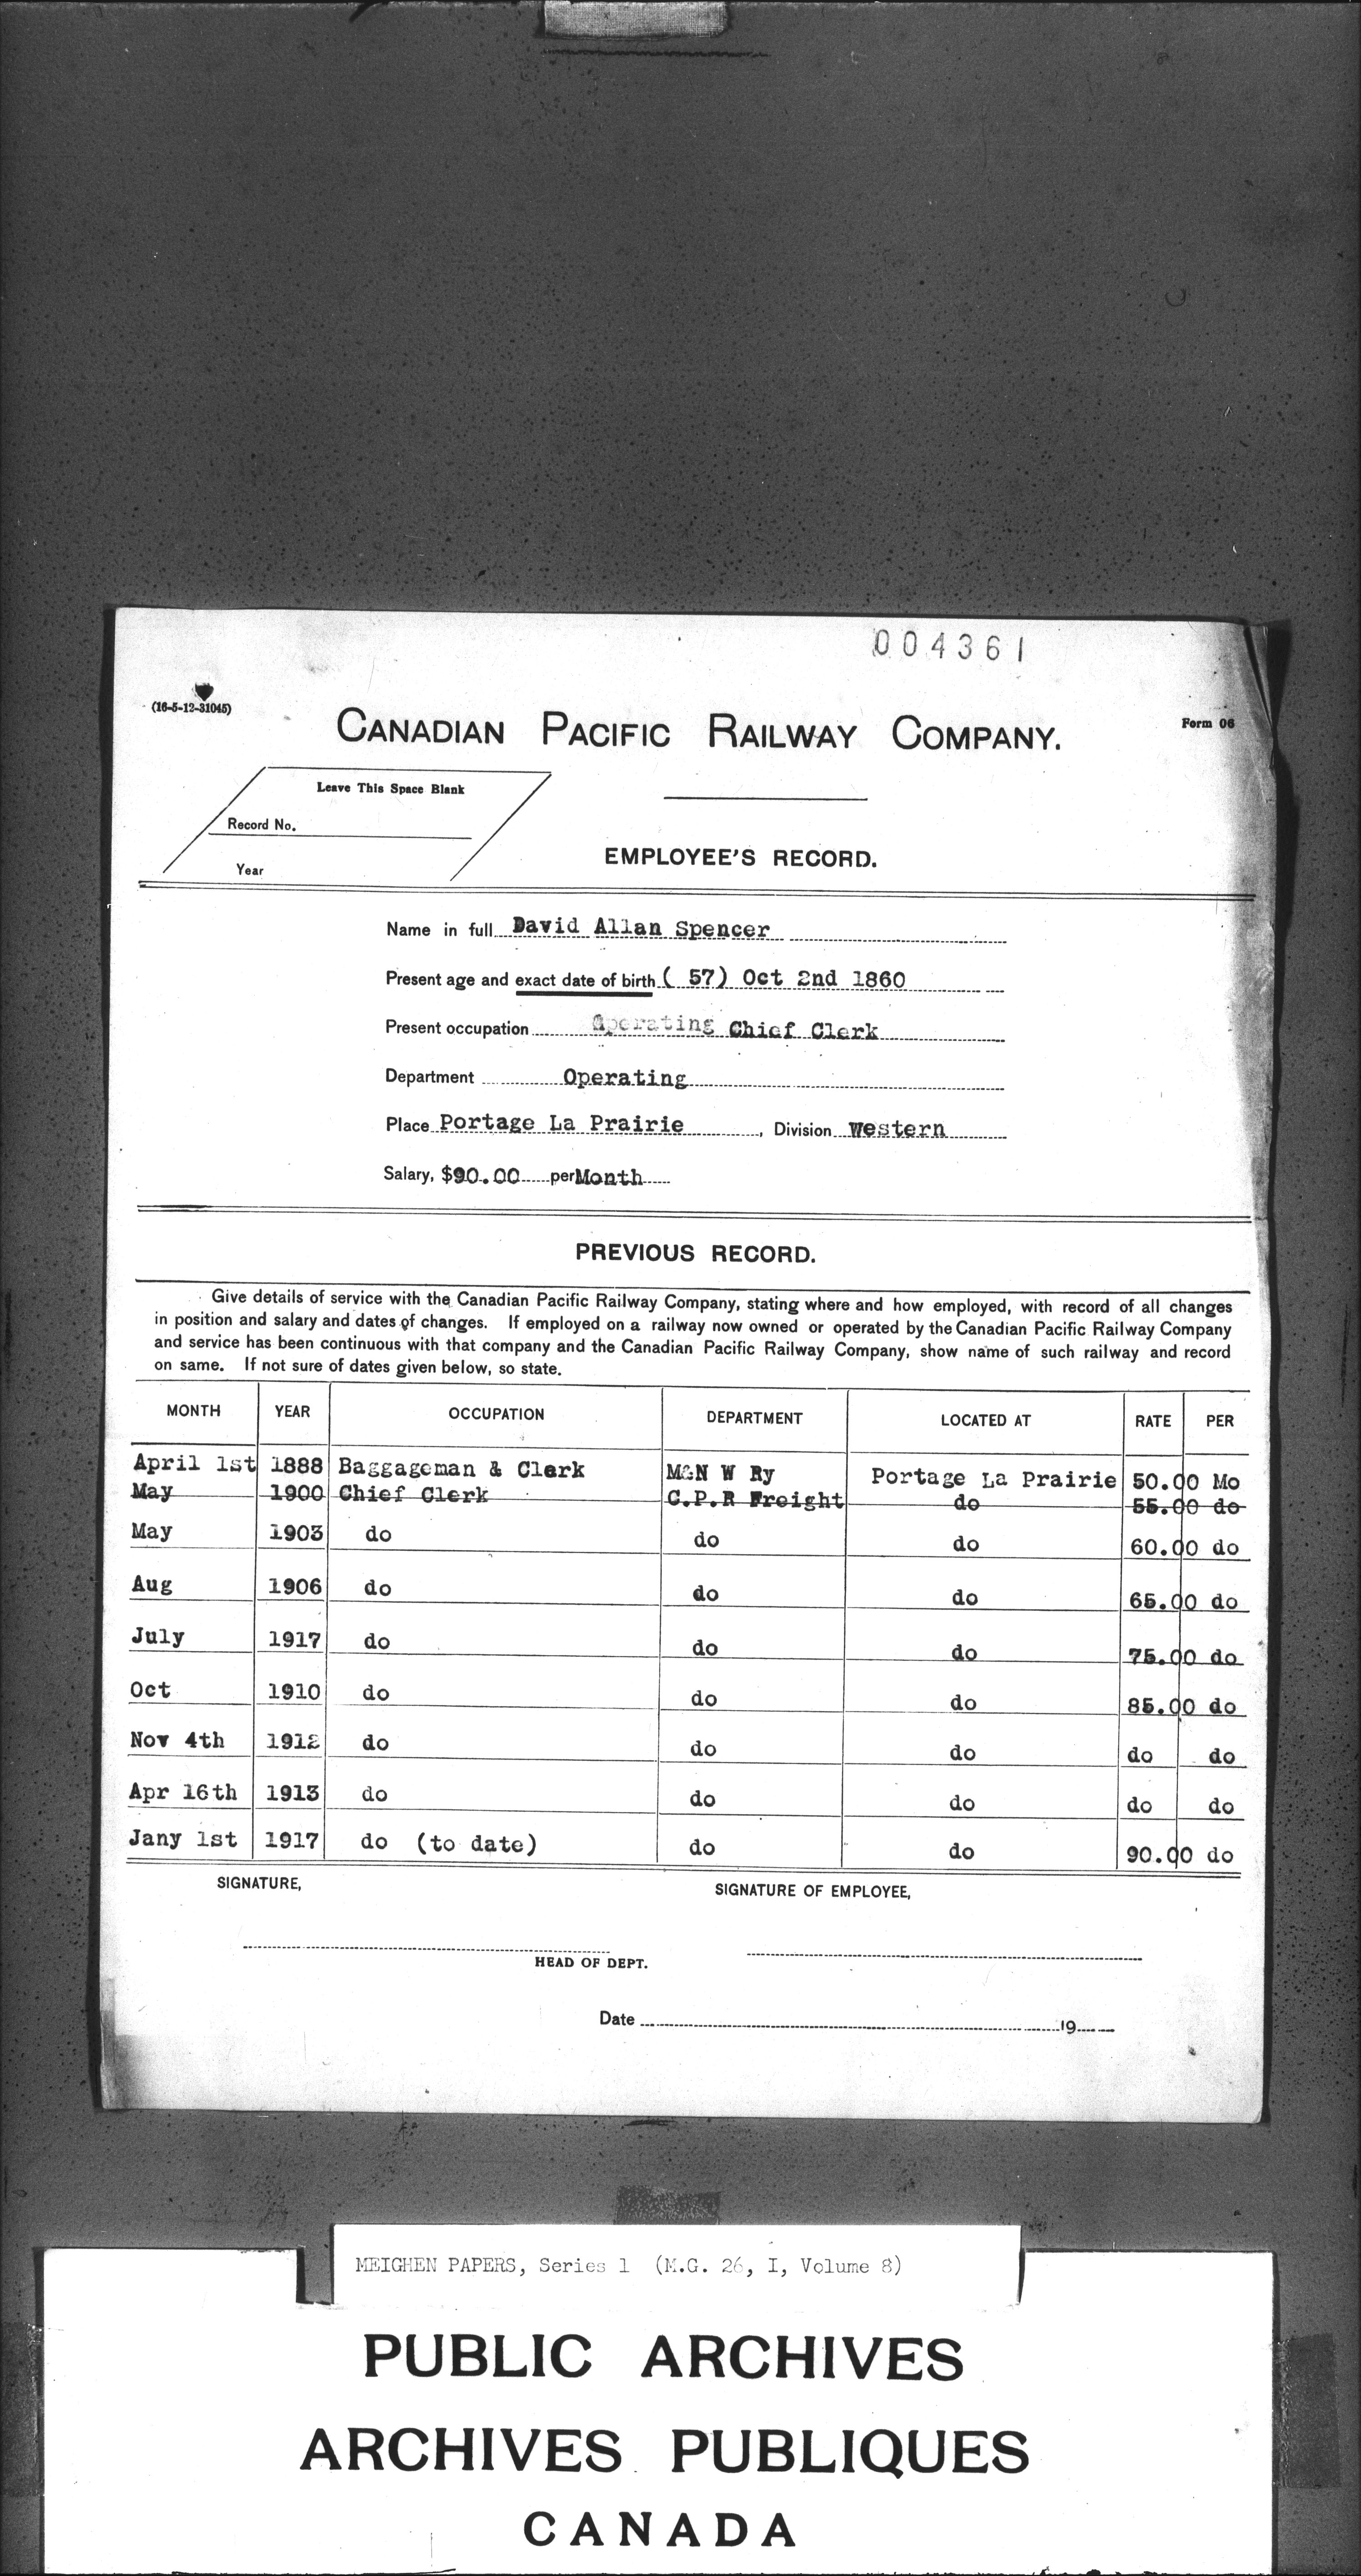 004361
(16-5-12-31045)
CANADIAN PACIFIC RAILWAY COMPANY.
Form 06
Leave This Space Blank
Record No.
Year
EMPLOYEE'S RECORD.
Name in full David Allan Spencer
Present age and exact date of birth ( 57) Oct 2nd 1860
Present occupation Operating Chief Clerk
Department Operating
Place Portage La Prairie, Division Western
Salary, $90.00 per Month
PREVIOUS RECORD.
Give details of service with the Canadian Pacific Railway Company, stating where and how employed, with record of all changes
in position and salary and dates of changes. If employed on a railway now owned or operated by the Canadian Pacific Railway Company
and service has been continuous with that company and the Canadian Pacific Railway Company, show name of such railway and record
on same. If not sure of dates given below, so state.
MONTH YEAR OCCUPATION DEPARTMENT LOCATED AT RATE PER
April 1st 1888 Baggageman & Clerk M&N W Ry Portage La Prairie 50.00 Mo
May 1900 Chief Clerk C.P.R Freight do 55.00 do
May 1903 do do do 60.00 do
Aug 1906 do do do 65.00 do
July 1917 do do do 75.00 do
Oct 1910 do do do 85.00 do
Nov 4th 1912 do do do do do
Apr 16th 1913 do do do do do
Jany 1st 1917 do (to date) do do 90.00 do
SIGNATURE,
SIGNATURE OF EMPLOYEE,
HEAD OF DEPT.
Date 19
MEIGHEN PAPERS, Series 1 (M.G. 26, I, Volume 8)
PUBLIC ARCHIVES
ARCHIVES PUBLIQUES
CANADA